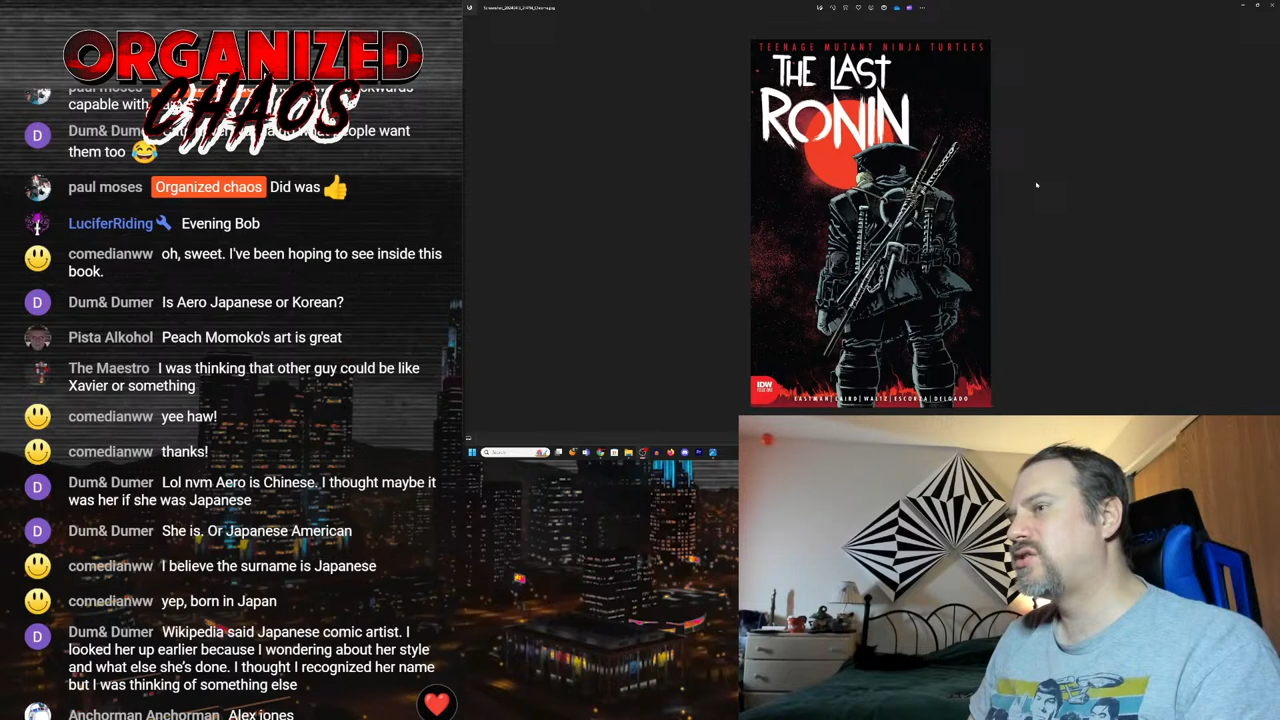 ORGANIZED
CHAOS
paul moses
capable with
Dum& Dum
people want
them too 😂
paul moses Organized chaos Did was 👍
LuciferRiding Evening Bob
comedianww oh, sweet. I've been hoping to see inside this
book.
Dum& Dumer Is Aero Japanese or Korean?
Pista Alkohol Peach Momoko's art is great
The Maestro I was thinking that other guy could be like
Xavier or something
comedianww yee haw!
comedianww thanks!
Dum& Dumer Lol nvm Aero is Chinese. I thought maybe it
was her if she was Japanese
Dum& Dumer She is. Or Japanese American
comedianww I believe the surname is Japanese
comedianww yep, born in Japan
Dum& Dumer Wikipedia said Japanese comic artist. I
looked her up earlier because I wondering about her style
and what else she's done. I thought I recognized her name
but I was thinking of something else
Anchorman Anchorman Alex jones
TEENAGE MUTANT NINJA TURTLES
THE LAST
RONIN
IDW
EASTMAN | LAIRD | WALTZ | ESCORZA | DELGADO
Search